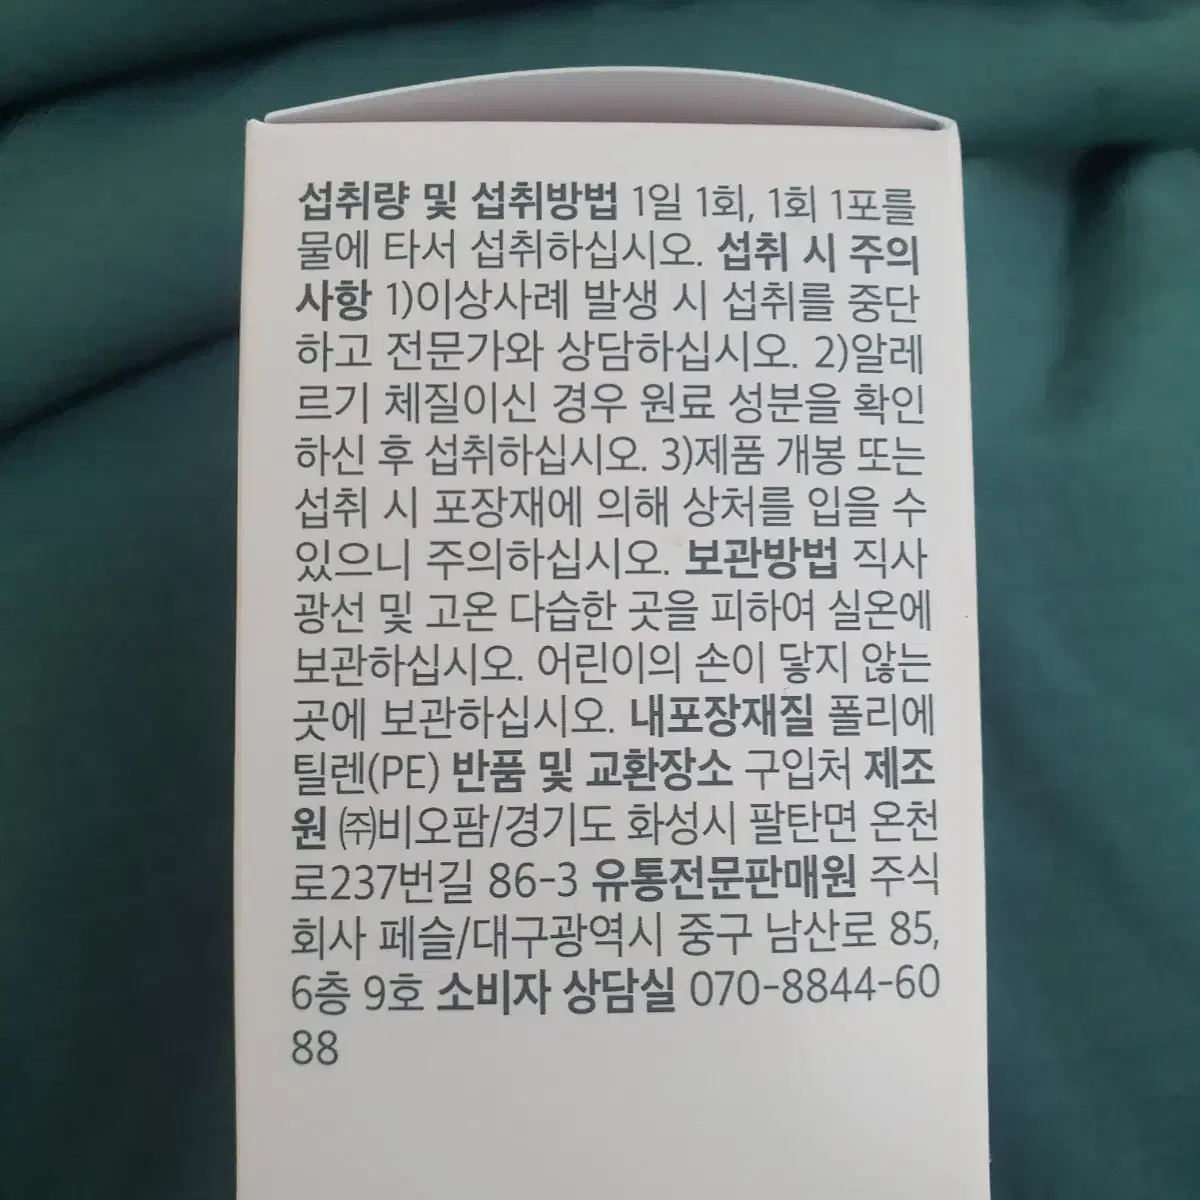 섭취량 및 섭취방법 1일 1회, 1회 1포를
물에 타서 섭취하십시오. 섭취 시 주의
사항 1)이상사례 발생 시 섭취를 중단
하고 전문가와 상담하십시오. 2)알레
르기 체질이신 경우 원료 성분을 확인
하신 후 섭취하십시오. 3)제품 개봉 또는
섭취 시 포장재에 의해 상처를 입을 수
있으니 주의하십시오. 보관방법 직사
광선 및 고온 다습한 곳을 피하여 실온에
보관하십시오. 어린이의 손이 닿지 않는
곳에 보관하십시오. 내포장재질 폴리에
틸렌(PE) 반품 및 교환장소 구입처 제조
원 ㈜비오팜/경기도 화성시 팔탄면 온천
로237번길 86-3 유통전문판매원 주식
회사 페슬/대구광역시 중구 남산로 85,
6층 9호 소비자 상담실 070-8844-60
88